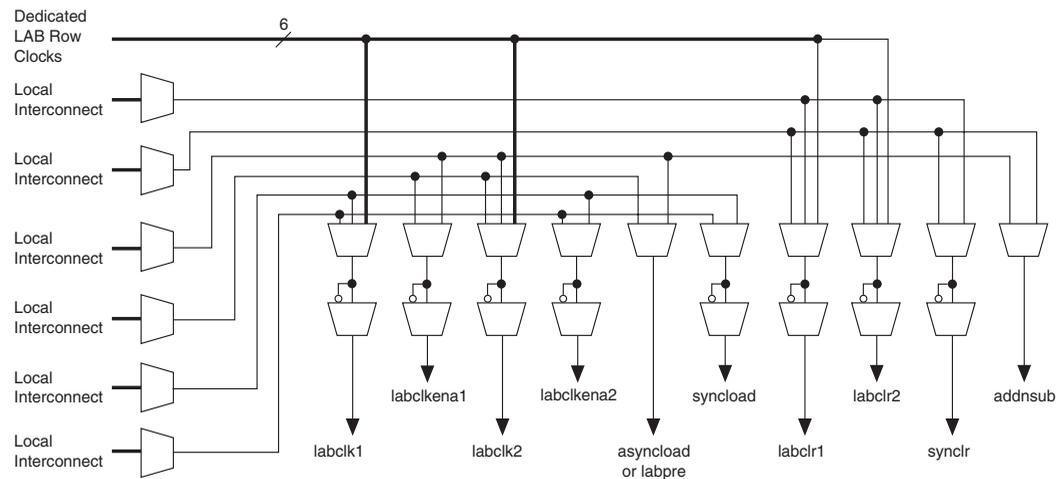 Dedicated
LAB Row
Clocks
6
Local
Interconnect
Local
Interconnect
Local
Interconnect
Local
Interconnect
Local
Interconnect
Local
Interconnect
labclkena1
labclkena2
syncload
labclr2
addnsub
labclk1
labclk2
asyncload
or labpre
labclr1
synclr